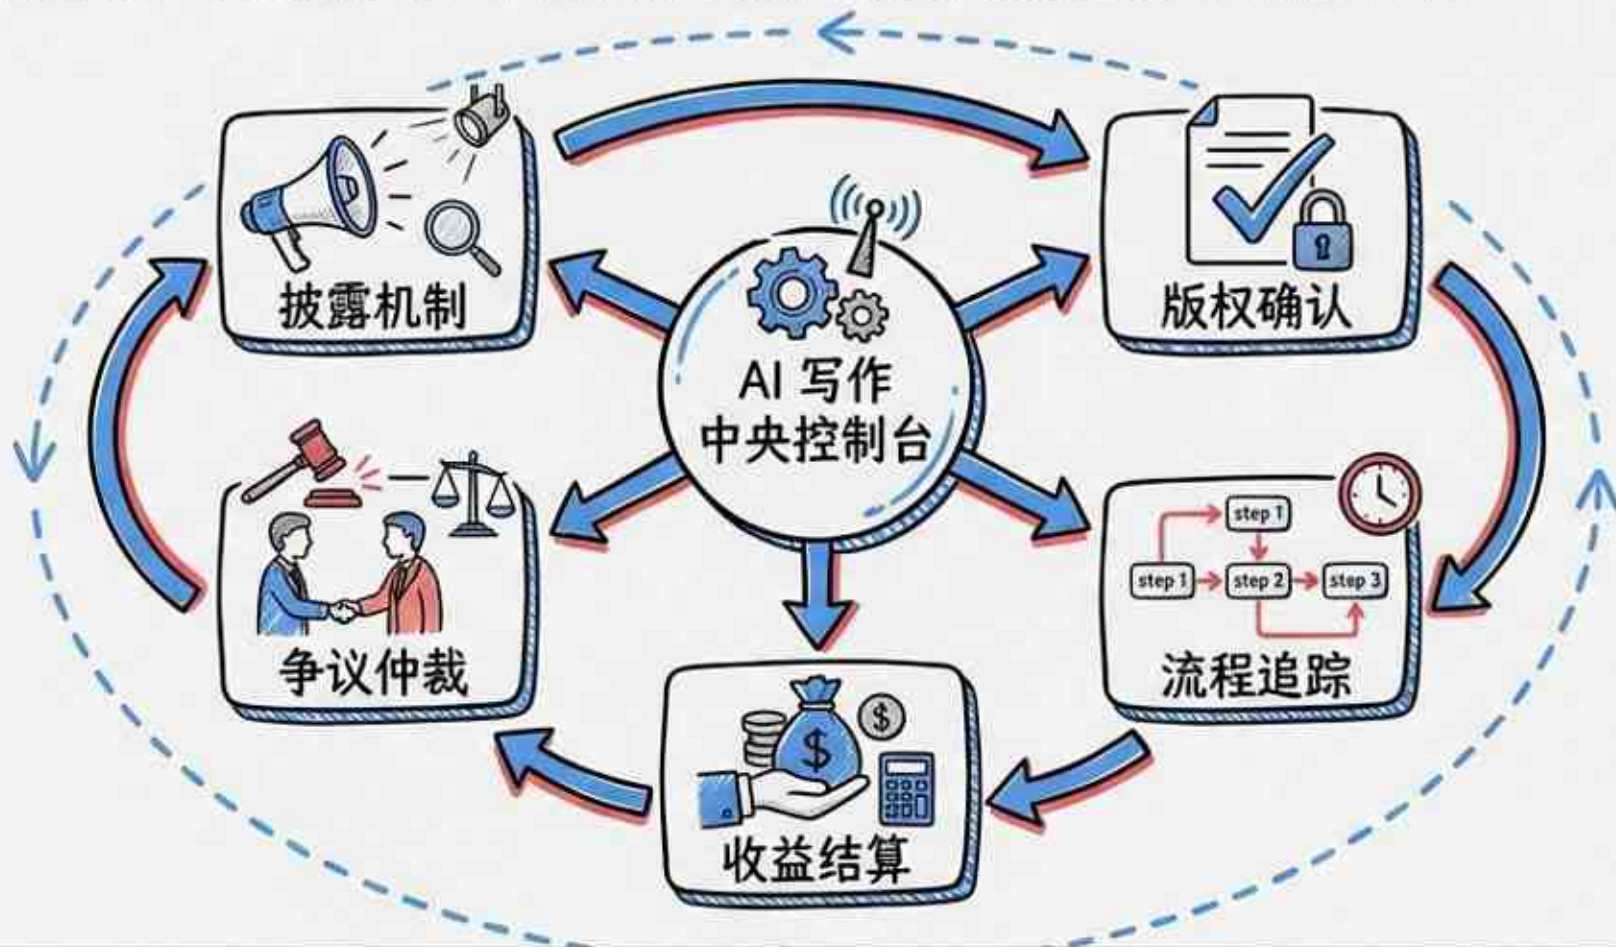 披露机制
版权确认
AI 写作
中央控制台
争议仲裁
$
$
收益结算
step 1
step 1
step 2
step 3
流程追踪